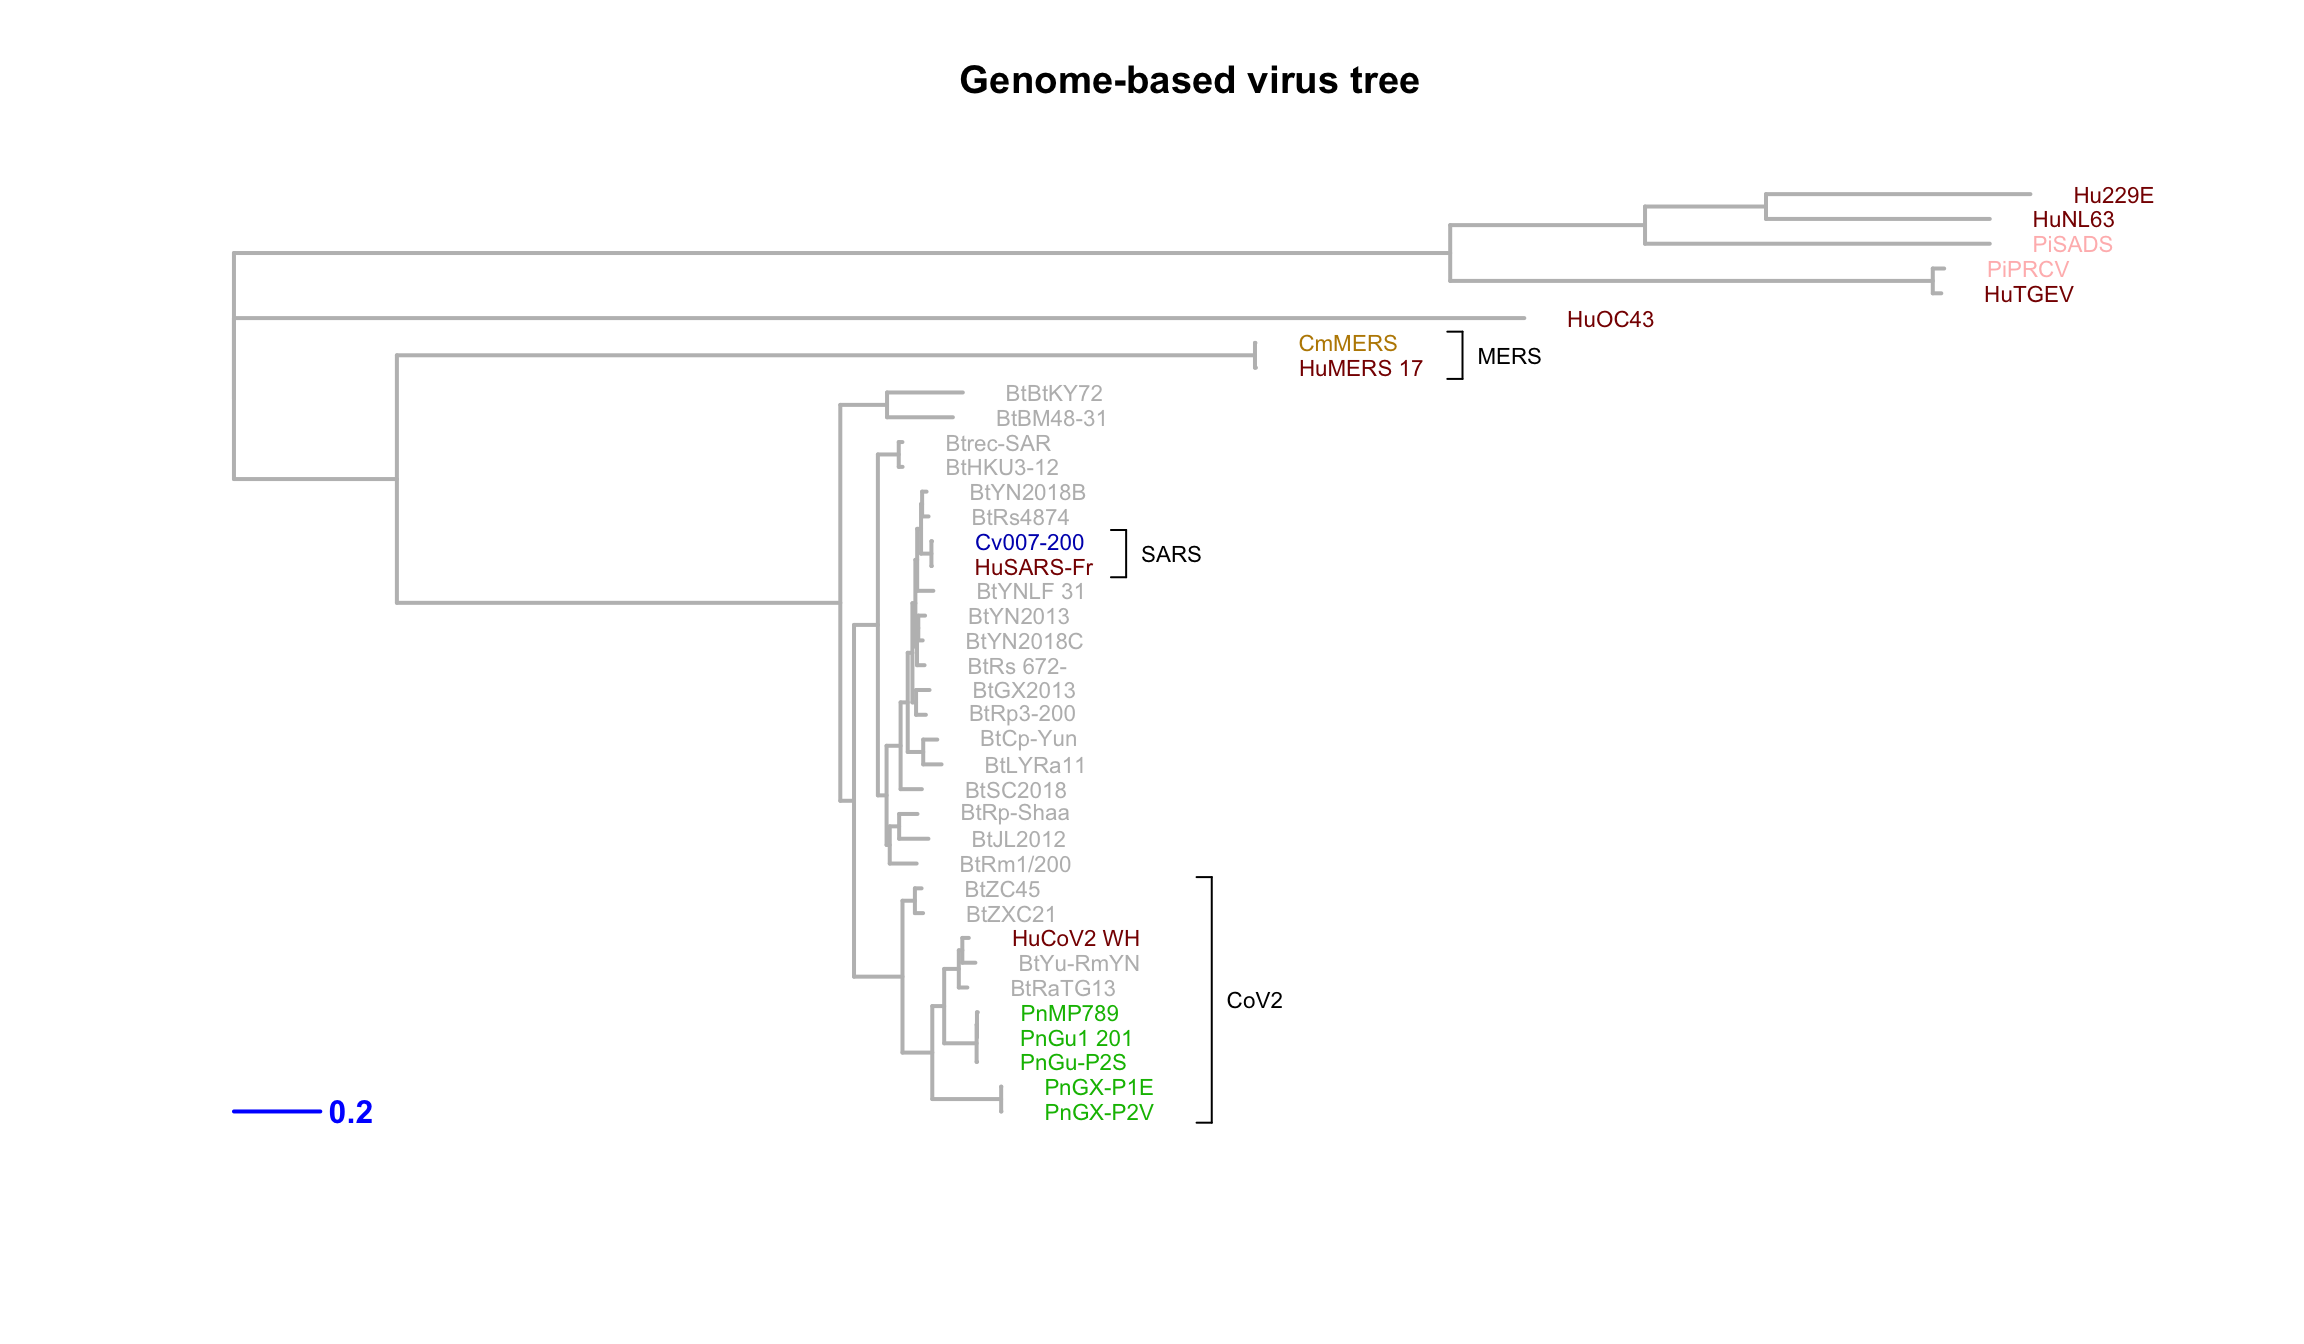 Genome-based virus tree
Hu229E
HuNL63
PiSADS
PiPRCV
HuTGEV
HuOC43
CmMERS
HuMERS 17
MERS
BtBtKY72
BtBM48-31
Btrec-SAR
BtHKU3-12
BtYN2018B
BtRs4874
Cv007-200
HuSARS-Fr
SARS
BtYNLF 31
BtYN2013
BtYN2018C
BtRs 672-
BtGX2013
BtRp3-200
BtCp-Yun
BtLYRa11
BtSC2018
BtRp-Shaa
BtJL2012
BtRm1/200
BtZC45
BtZXC21
HuCoV2 WH
BtYu-RmYN
BtRaTG13
CoV2
PnMP789
PnGu1 201
PnGu-P2S
PnGX-P1E
PnGX-P2V
0.2